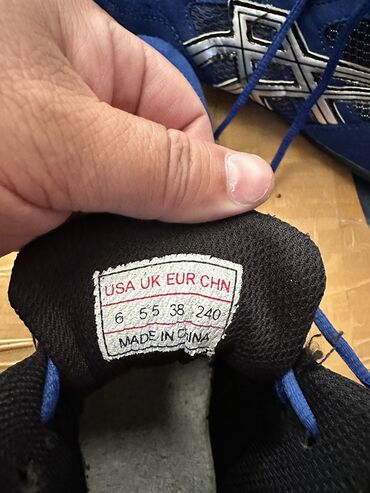 USA UK EUR CHN
6 5.5 38 240
MADE IN CHINA